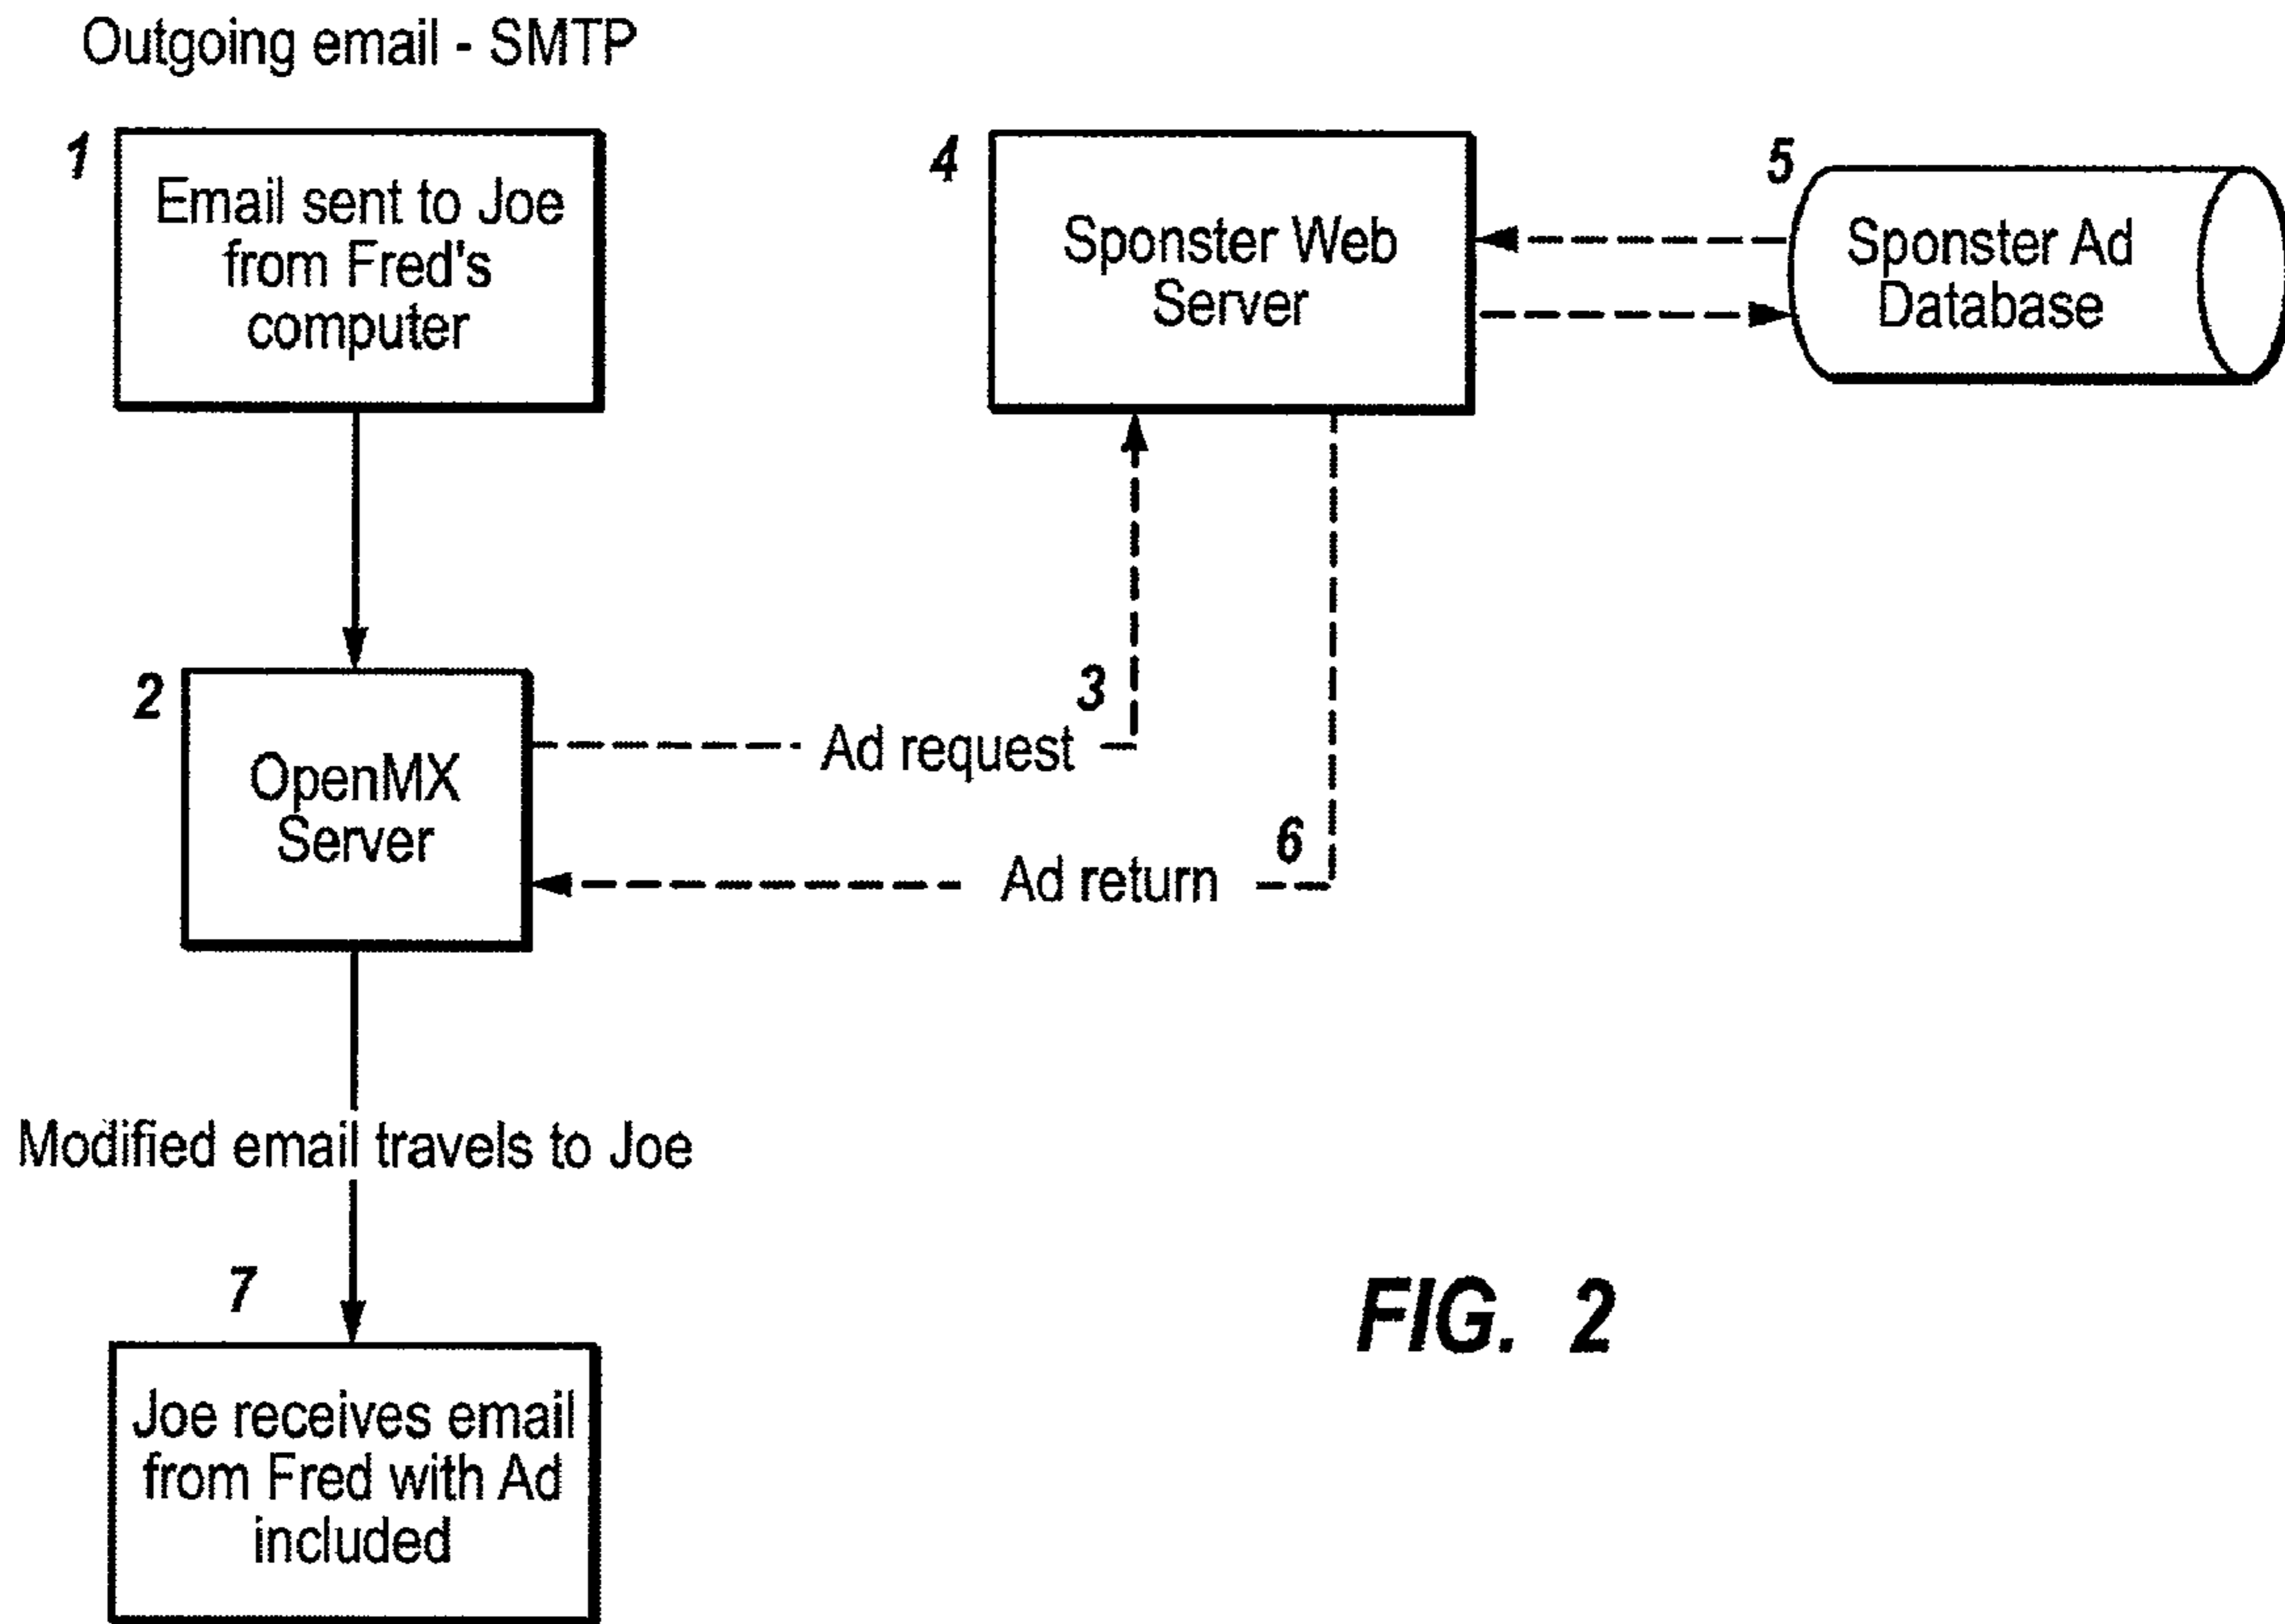 Outgoing email - SMTP
1
Email sent to Joe
from Fred's
computer
4
Sponster Web
Server
5
Sponster Ad
Database
2
OpenMX
Server
3
Ad request
6
Ad return
Modified email travels to Joe
7
Joe receives email
from Fred with Ad
included
FIG. 2